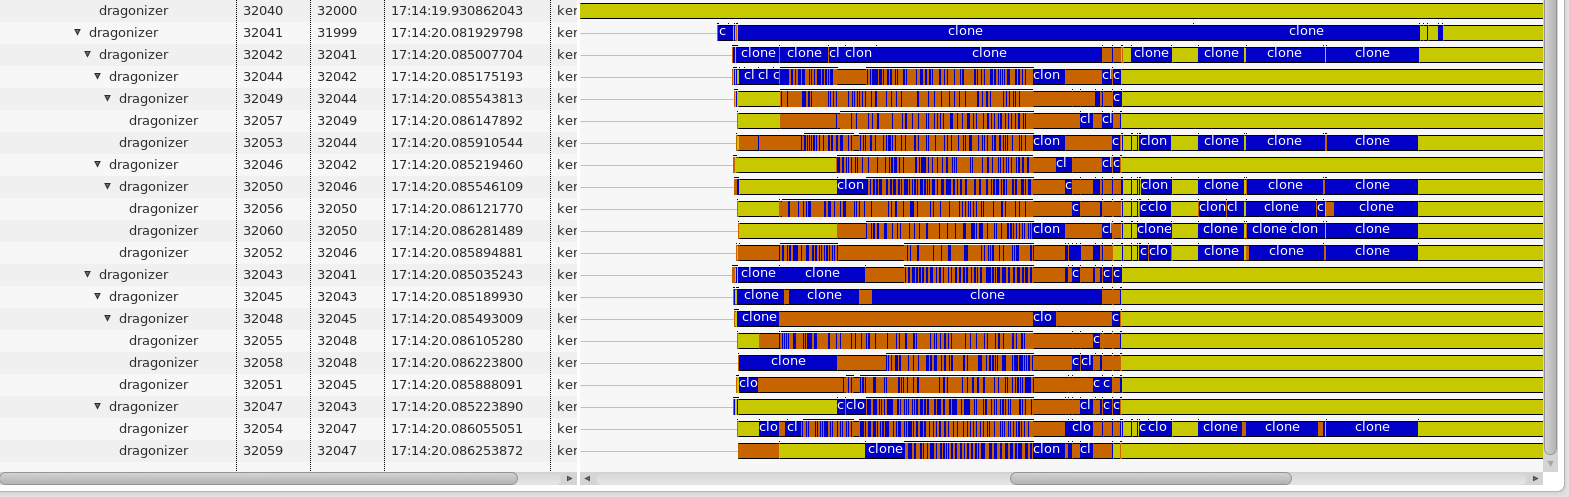 dragonizer 32040 32000 17:14:19.930862043 ker
dragonizer 32041 31999 17:14:20.081929798 ker c clone clone
dragonizer 32042 32041 17:14:20.085007704 ker clone clone cl clon clone clone clone clone clone
dragonizer 32044 32042 17:14:20.085175193 ker cl cl c clon clc
dragonizer 32049 32044 17:14:20.085543813 ker c
dragonizer 32057 32049 17:14:20.086147892 ker cl cl
dragonizer 32053 32044 17:14:20.085910544 ker clon c clon clone clone clone
dragonizer 32046 32042 17:14:20.085219460 ker cl clc
dragonizer 32050 32046 17:14:20.085546109 ker clon c clon clone clone clone
dragonizer 32056 32050 17:14:20.086121770 ker c cclo cloncl clone c clone
dragonizer 32060 32050 17:14:20.086281489 ker clon cl clone clone clone clon clone
dragonizer 32052 32046 17:14:20.085894881 ker c clo clone clone clone
dragonizer 32043 32041 17:14:20.085035243 ker clone clone c c c
dragonizer 32045 32043 17:14:20.085189930 ker clone clone clone
dragonizer 32048 32045 17:14:20.085493009 ker clone clo c
dragonizer 32055 32048 17:14:20.086105280 ker c
dragonizer 32058 32048 17:14:20.086223800 ker clone c cl
dragonizer 32051 32045 17:14:20.085888091 ker clo c c
dragonizer 32047 32043 17:14:20.085223890 ker c clo cl c c
dragonizer 32054 32047 17:14:20.086055051 ker clo cl clo c clo clone clone clone
dragonizer 32059 32047 17:14:20.086253872 ker clone clon cl